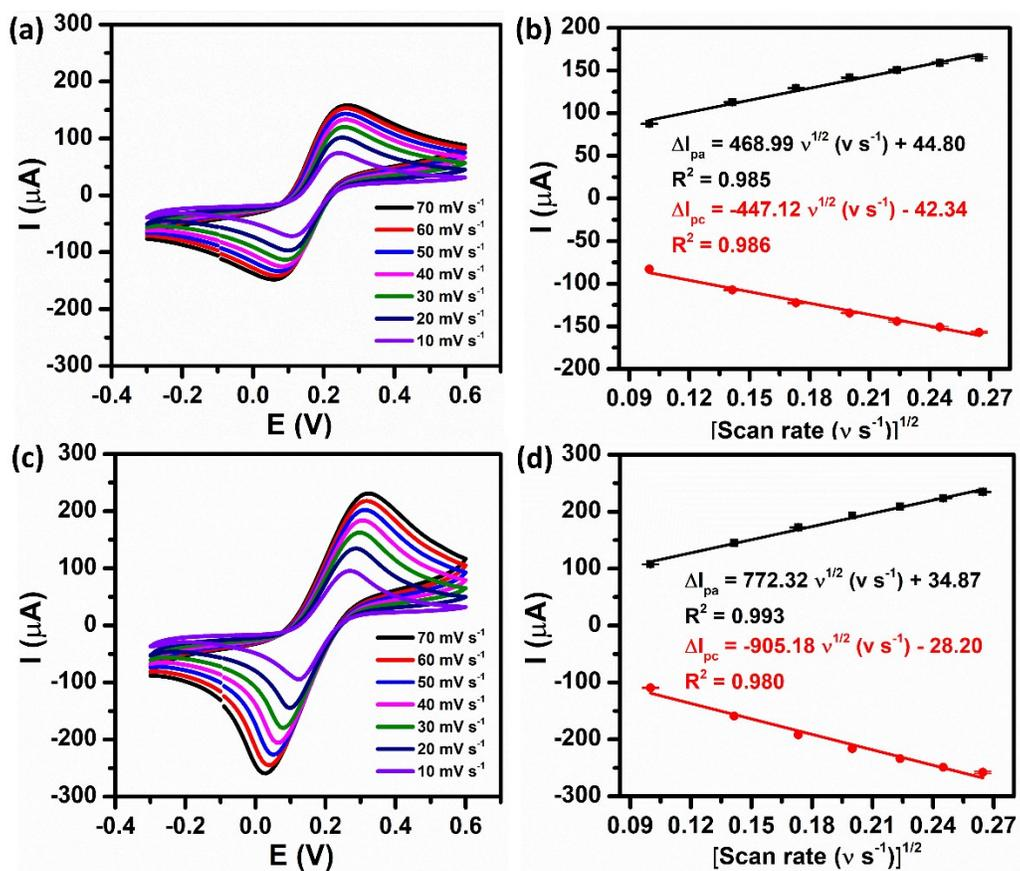 (a)
300
200
100
0
-100
-200
-300
I (μA)
-0.4 -0.2 0.0 0.2 0.4 0.6
E (V)
70 mV s⁻¹
60 mV s⁻¹
50 mV s⁻¹
40 mV s⁻¹
30 mV s⁻¹
20 mV s⁻¹
10 mV s⁻¹
(b)
200
150
100
50
0
-50
-100
-150
-200
I (μA)
ΔIpa = 468.99 ν^1/2 (v s⁻¹) + 44.80
R² = 0.985
ΔIpc = -447.12 ν^1/2 (v s⁻¹) - 42.34
R² = 0.986
0.09 0.12 0.15 0.18 0.21 0.24 0.27
[Scan rate (ν s⁻¹)]^1/2
(c)
300
200
100
0
-100
-200
-300
I (μA)
-0.4 -0.2 0.0 0.2 0.4 0.6
E (V)
70 mV s⁻¹
60 mV s⁻¹
50 mV s⁻¹
40 mV s⁻¹
30 mV s⁻¹
20 mV s⁻¹
10 mV s⁻¹
(d)
300
200
100
0
-100
-200
-300
I (μA)
ΔIpa = 772.32 ν^1/2 (v s⁻¹) + 34.87
R² = 0.993
ΔIpc = -905.18 ν^1/2 (v s⁻¹) - 28.20
R² = 0.980
0.09 0.12 0.15 0.18 0.21 0.24 0.27
[Scan rate (ν s⁻¹)]^1/2